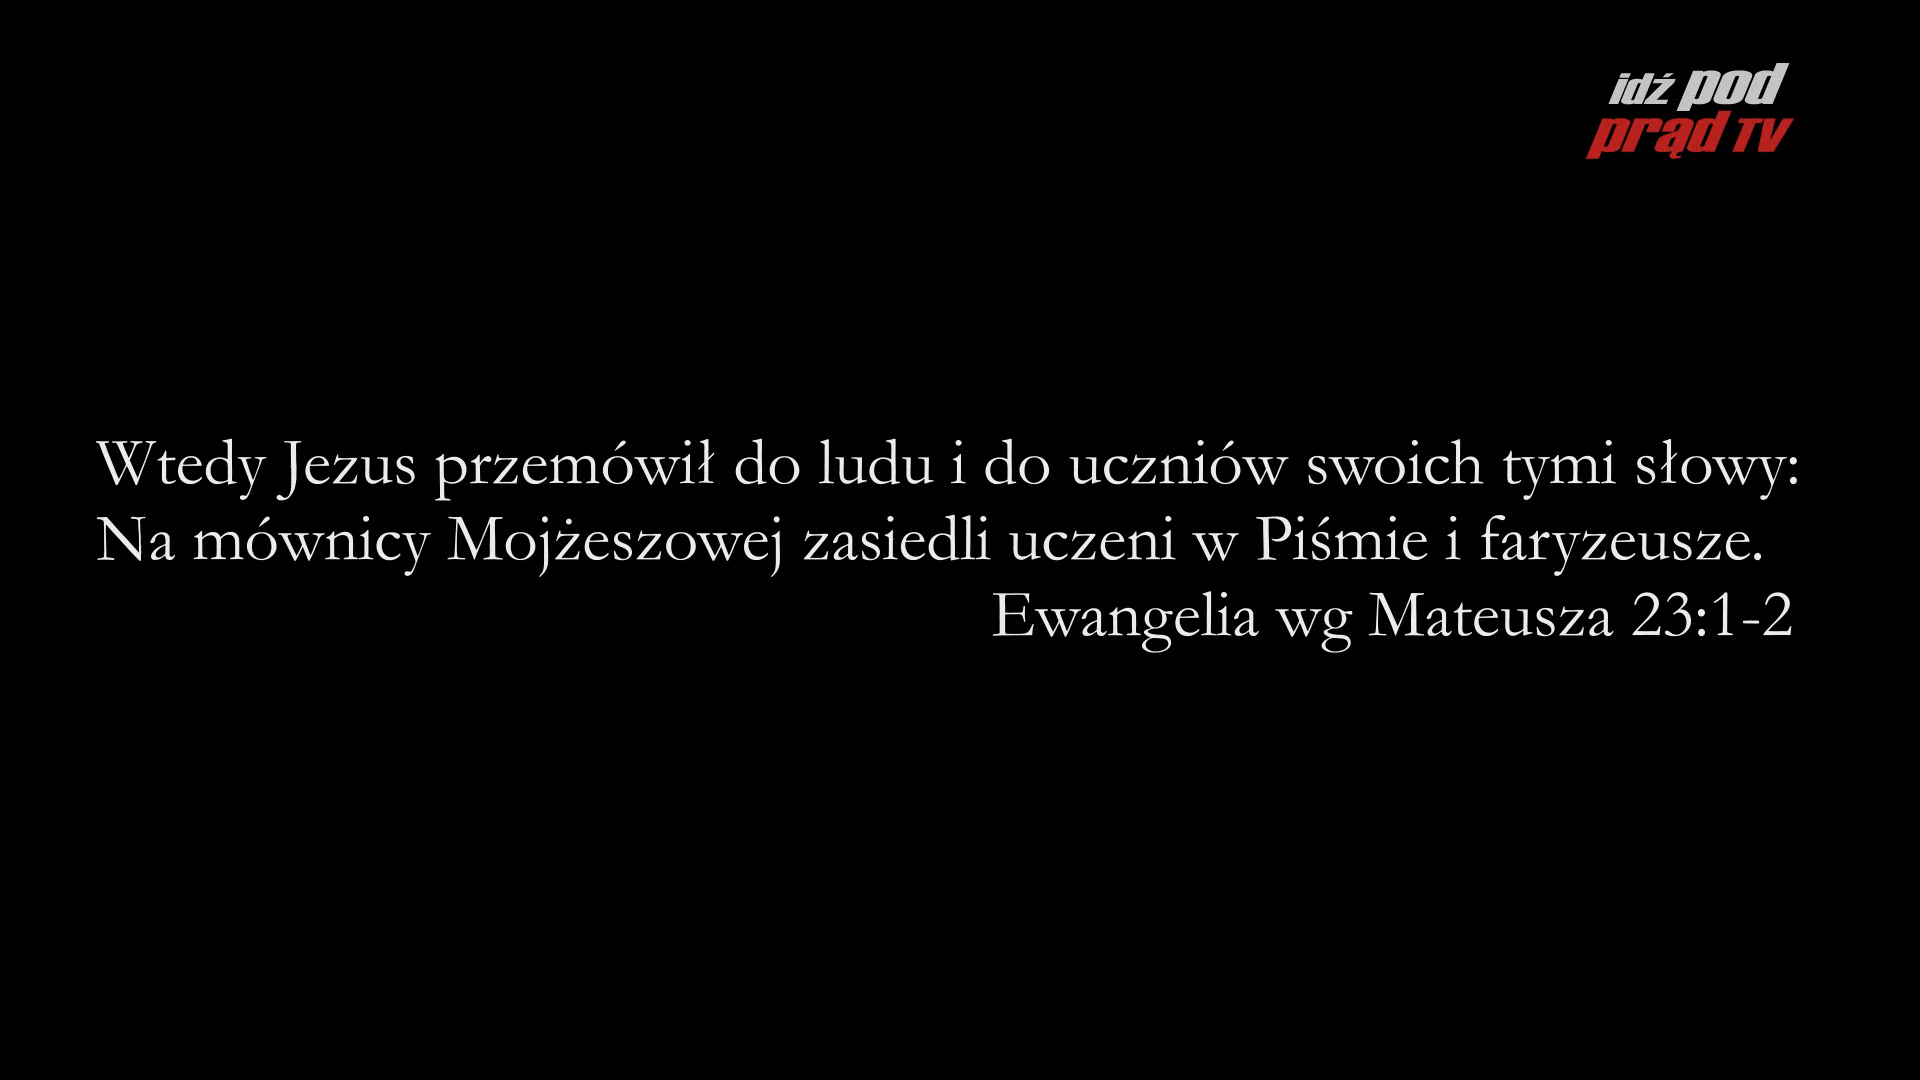 idź pod
prąd TV
Wtedy Jezus przemówił do ludu i do uczniów swoich tymi słowy:
Na mównicy Mojżeszowej zasiedli uczeni w Piśmie i faryzeusze.
Ewangelia wg Mateusza 23:1-2